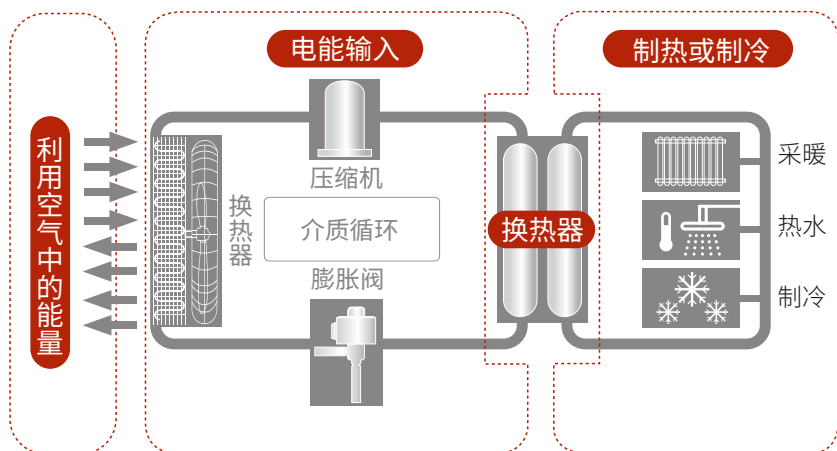 电能输入
制热或制冷
利用空气中的能量
换热器
压缩机
介质循环
膨胀阀
换热器
采暖
热水
制冷